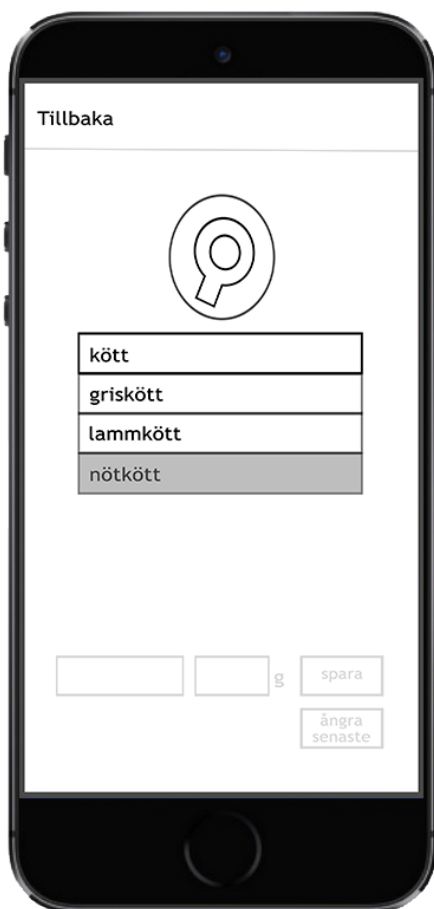 Tillbaka
kött
griskött
lammkött
nötkött
g
spara
ångra
senaste